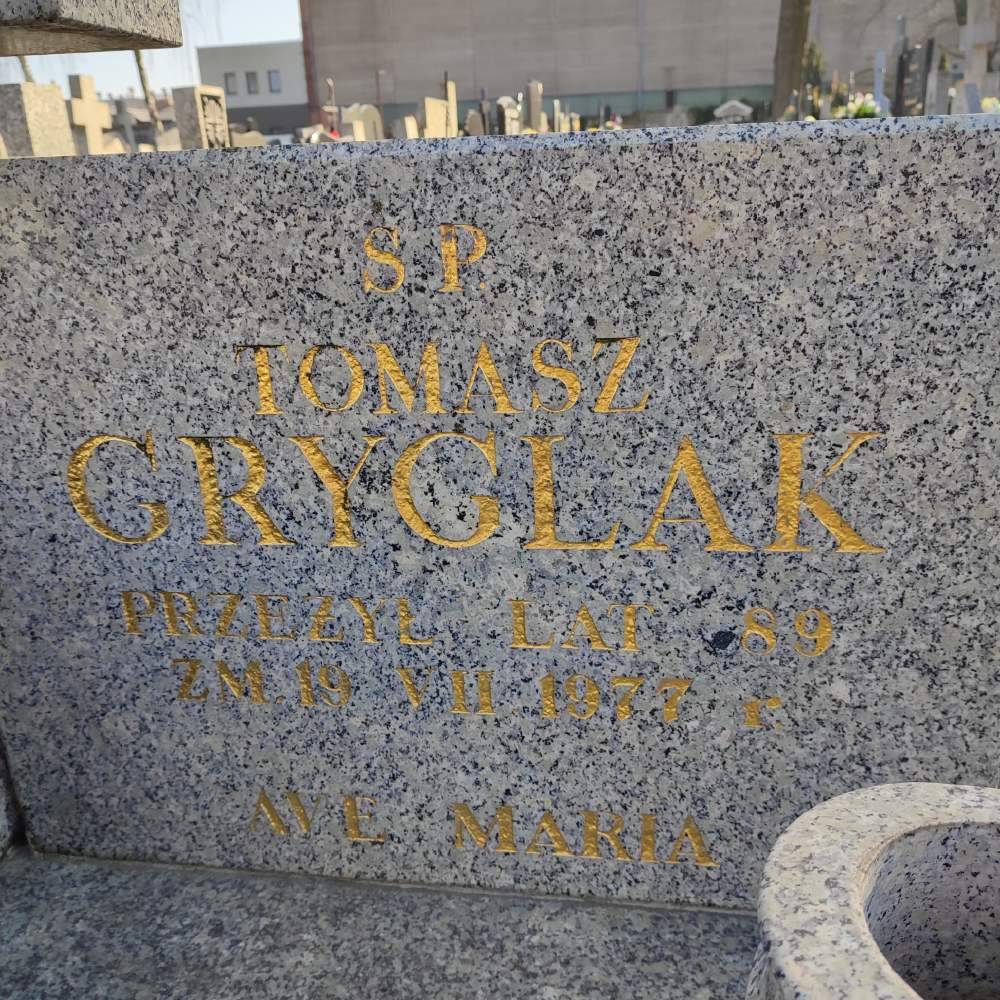 Ś P.
TOMASZ
GRYGLAK
PRZEŻYŁ LAT 89
ZM. 19 VII 1977 r.
AVE MARIA